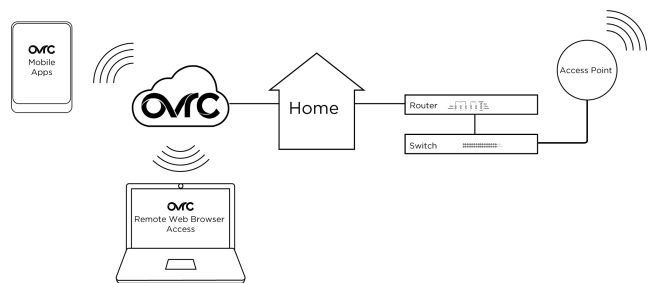 OvrC
Mobile
Apps
OvrC
Home
Router
Switch
Access Point
OvrC
Remote Web Browser
Access